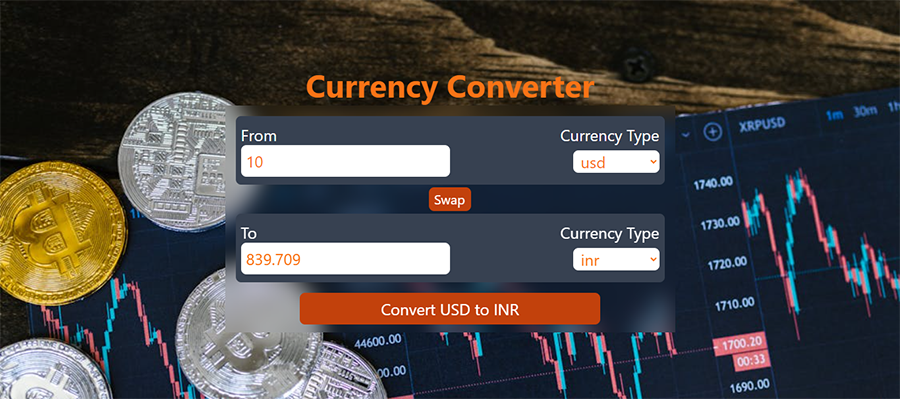 Currency Converter
From
Currency Type
10
usd
Swap
To
Currency Type
839.709
inr
Convert USD to INR
XRPUSD
1m 30m 1h
1740.00
1730.00
1720.00
1710.00
1700.20
00:33
1690.00
44600.00